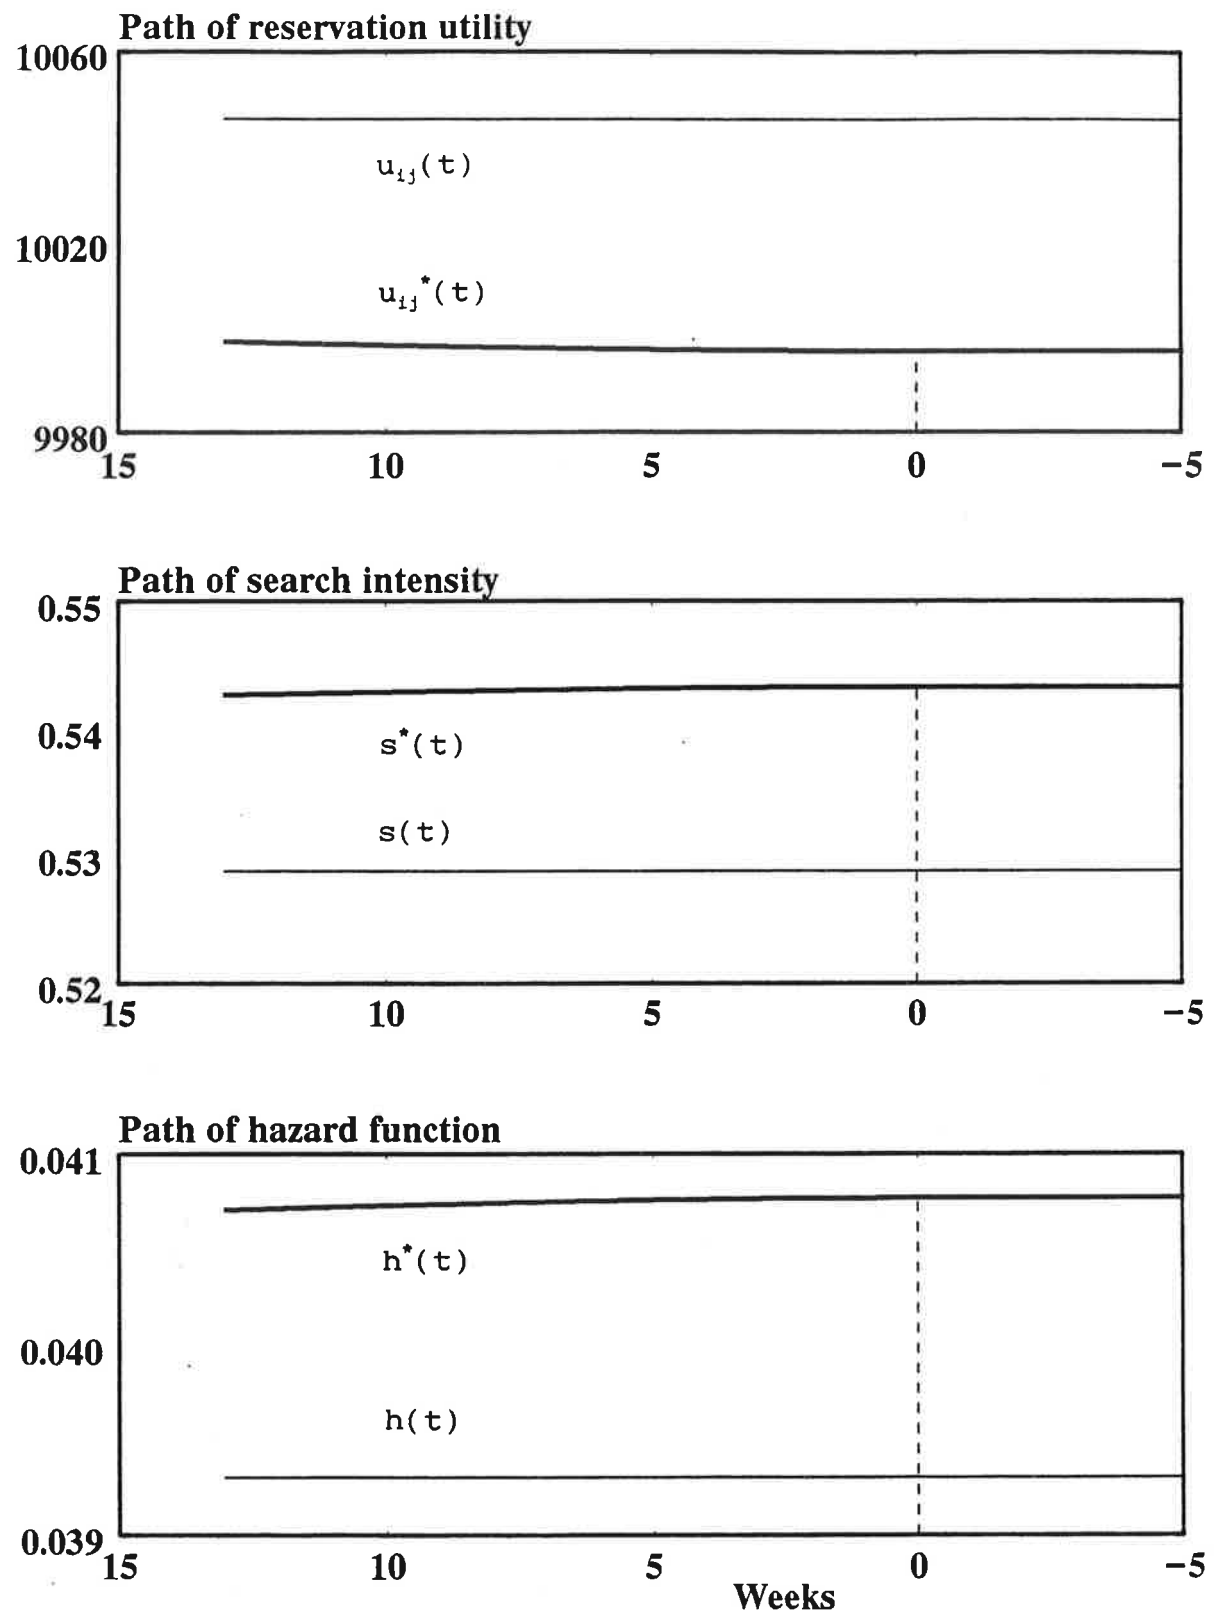 Path of reservation utility
10060
u_ij(t)
10020
u_ij*(t)
9980
15 10 5 0 −5
Path of search intensity
0.55
0.54
s*(t)
s(t)
0.53
0.52
15 10 5 0 −5
Path of hazard function
0.041
h*(t)
0.040
h(t)
0.039
15 10 5 0 −5
Weeks